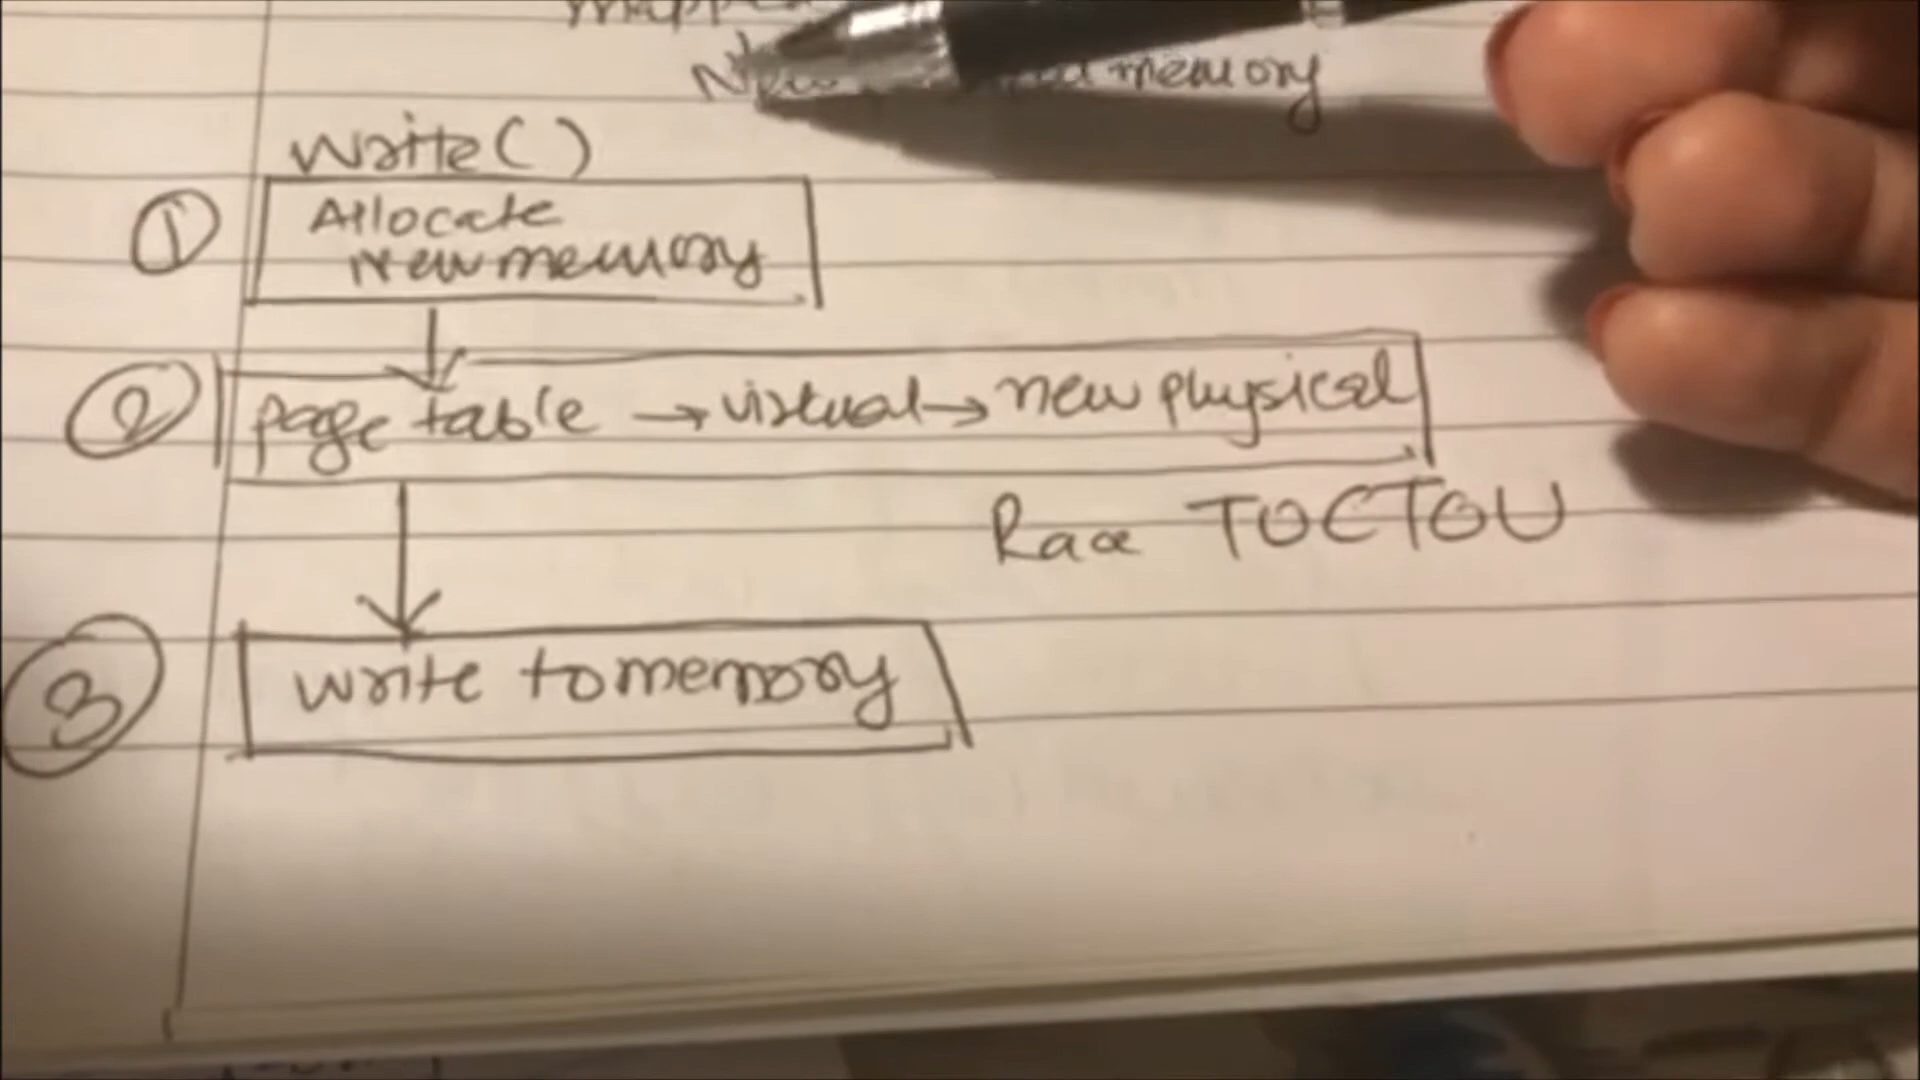 memory
write()
① Allocate
new memory
② page table → virtual → new physical
Race TOCTOU
③ write to memory